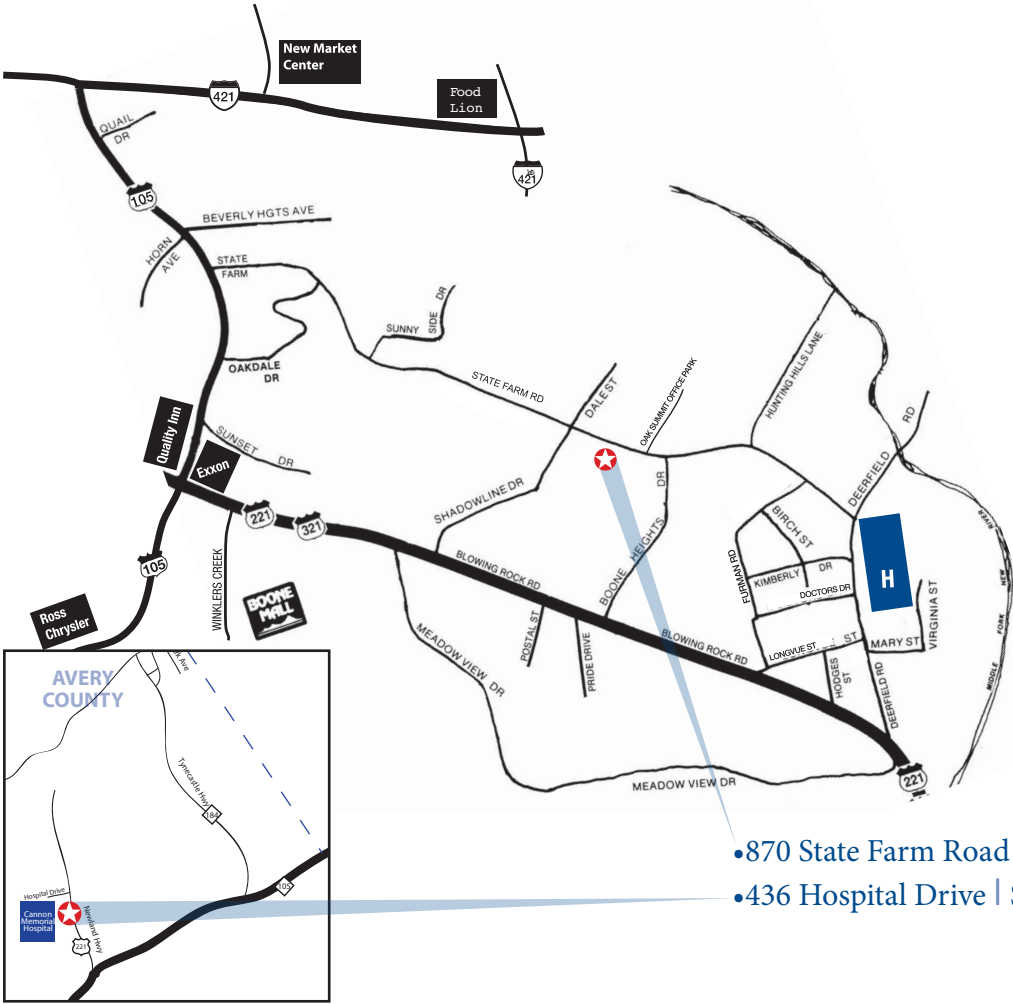 New Market
Center
421
Food
Lion
421
QUAIL
DR
105
BEVERLY HGTS AVE
HORN
AVE
STATE
FARM
SUNNY
SIDE DR
OAKDALE
DR
STATE FARM RD
DALE ST
OAK SUMMIT OFFICE PARK
HUNTING HILLS LANE
DEERFIELD RD
Quality Inn
Exxon
SUNSET DR
221
321
SHADOWLINE DR
BLOWING ROCK RD
BOONE HEIGHTS DR
BIRCH ST
FURMAN RD
KIMBERLY DR
DOCTORS DR
H
RIVER
NEW
FORK
MIDDLE
105
WINKLERS CREEK
BOONE
MALL
Ross
Chrysler
MEADOW VIEW DR
POSTAL ST
PRIDE DRIVE
BLOWING ROCK RD
LONGVUE ST ST
HODGES
ST
MARY ST
VIRGINIA ST
DEERFIELD RD
221
MEADOW VIEW DR
AVERY
COUNTY
Ave
Tynecastle Hwy
184
105
Hospital Drive
Cannon
Memorial
Hospital
Newland Hwy
221
•870 State Farm Road
•436 Hospital Drive |